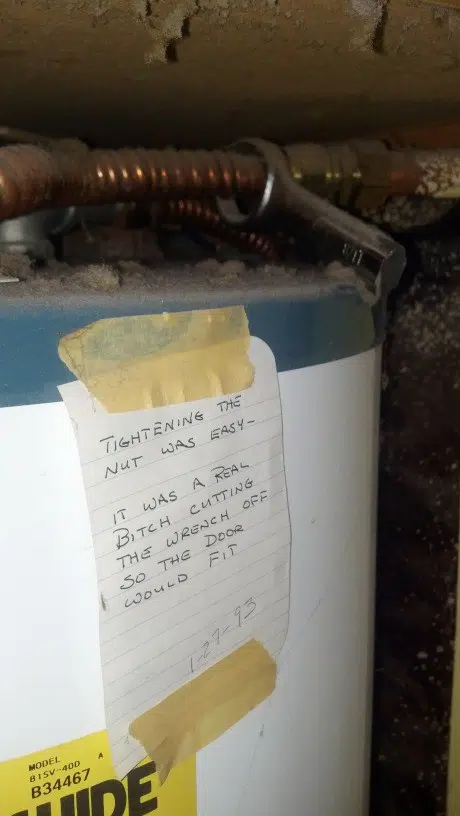 TIGHTENING THE
NUT WAS EASY-
IT WAS A REAL
BITCH CUTTING
THE WRENCH OFF
SO THE DOOR
WOULD FIT
1-27-93
MODEL A
81SV-40D
B34467
GUIDE